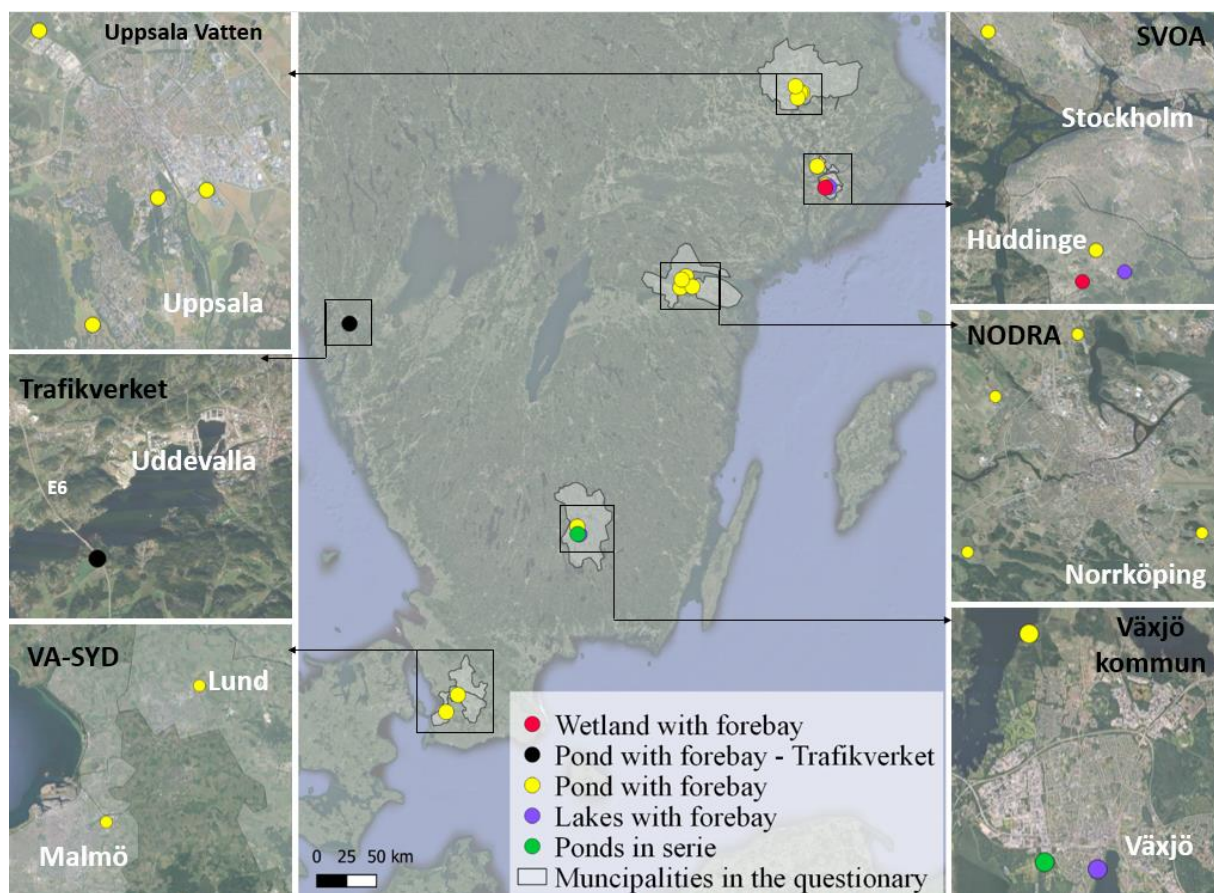 Uppsala Vatten
Uppsala
Trafikverket
Uddevalla
E6
VA-SYD
Lund
Malmö
SVOA
Stockholm
Huddinge
NODRA
Norrköping
Växjö
kommun
Växjö
Wetland with forebay
Pond with forebay - Trafikverket
Pond with forebay
Lakes with forebay
Ponds in serie
Muncipalities in the questionary
0 25 50 km